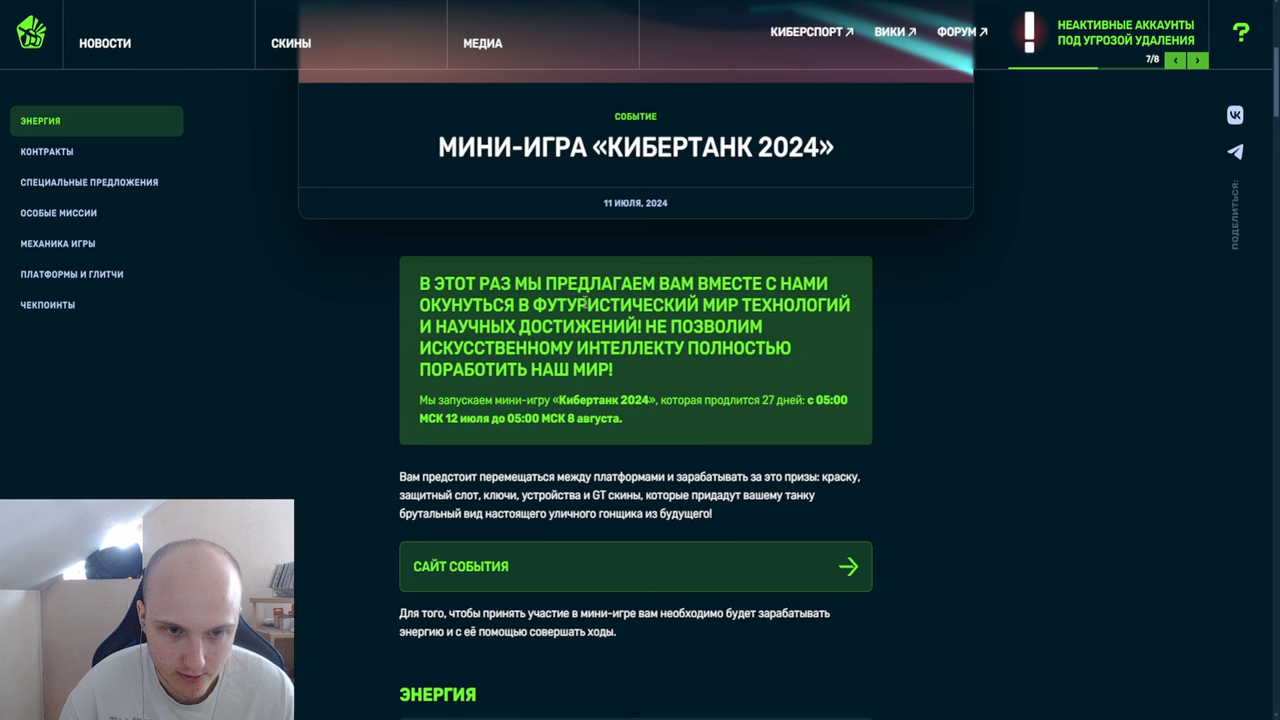 НОВОСТИ
СКИНЫ
МЕДИА
КИБЕРСПОРТ ↗
ВИКИ ↗
ФОРУМ ↗
!
НЕАКТИВНЫЕ АККАУНТЫ
ПОД УГРОЗОЙ УДАЛЕНИЯ
7/8
‹ ›
?
ЭНЕРГИЯ
КОНТРАКТЫ
СПЕЦИАЛЬНЫЕ ПРЕДЛОЖЕНИЯ
ОСОБЫЕ МИССИИ
МЕХАНИКА ИГРЫ
ПЛАТФОРМЫ И ГЛИТЧИ
ЧЕКПОИНТЫ
СОБЫТИЕ
МИНИ-ИГРА «КИБЕРТАНК 2024»
11 ИЮЛЯ, 2024
В ЭТОТ РАЗ МЫ ПРЕДЛАГАЕМ ВАМ ВМЕСТЕ С НАМИ
ОКУНУТЬСЯ В ФУТУРИСТИЧЕСКИЙ МИР ТЕХНОЛОГИЙ
И НАУЧНЫХ ДОСТИЖЕНИЙ! НЕ ПОЗВОЛИМ
ИСКУССТВЕННОМУ ИНТЕЛЛЕКТУ ПОЛНОСТЬЮ
ПОРАБОТИТЬ НАШ МИР!
Мы запускаем мини-игру «Кибертанк 2024», которая продлится 27 дней: с 05:00
МСК 12 июля до 05:00 МСК 8 августа.
Вам предстоит перемещаться между платформами и зарабатывать за это призы: краску,
защитный слот, ключи, устройства и GT скины, которые придадут вашему танку
брутальный вид настоящего уличного гонщика из будущего!
САЙТ СОБЫТИЯ
Для того, чтобы принять участие в мини-игре вам необходимо будет зарабатывать
энергию и с её помощью совершать ходы.
ЭНЕРГИЯ
ПОДЕЛИТЬСЯ: